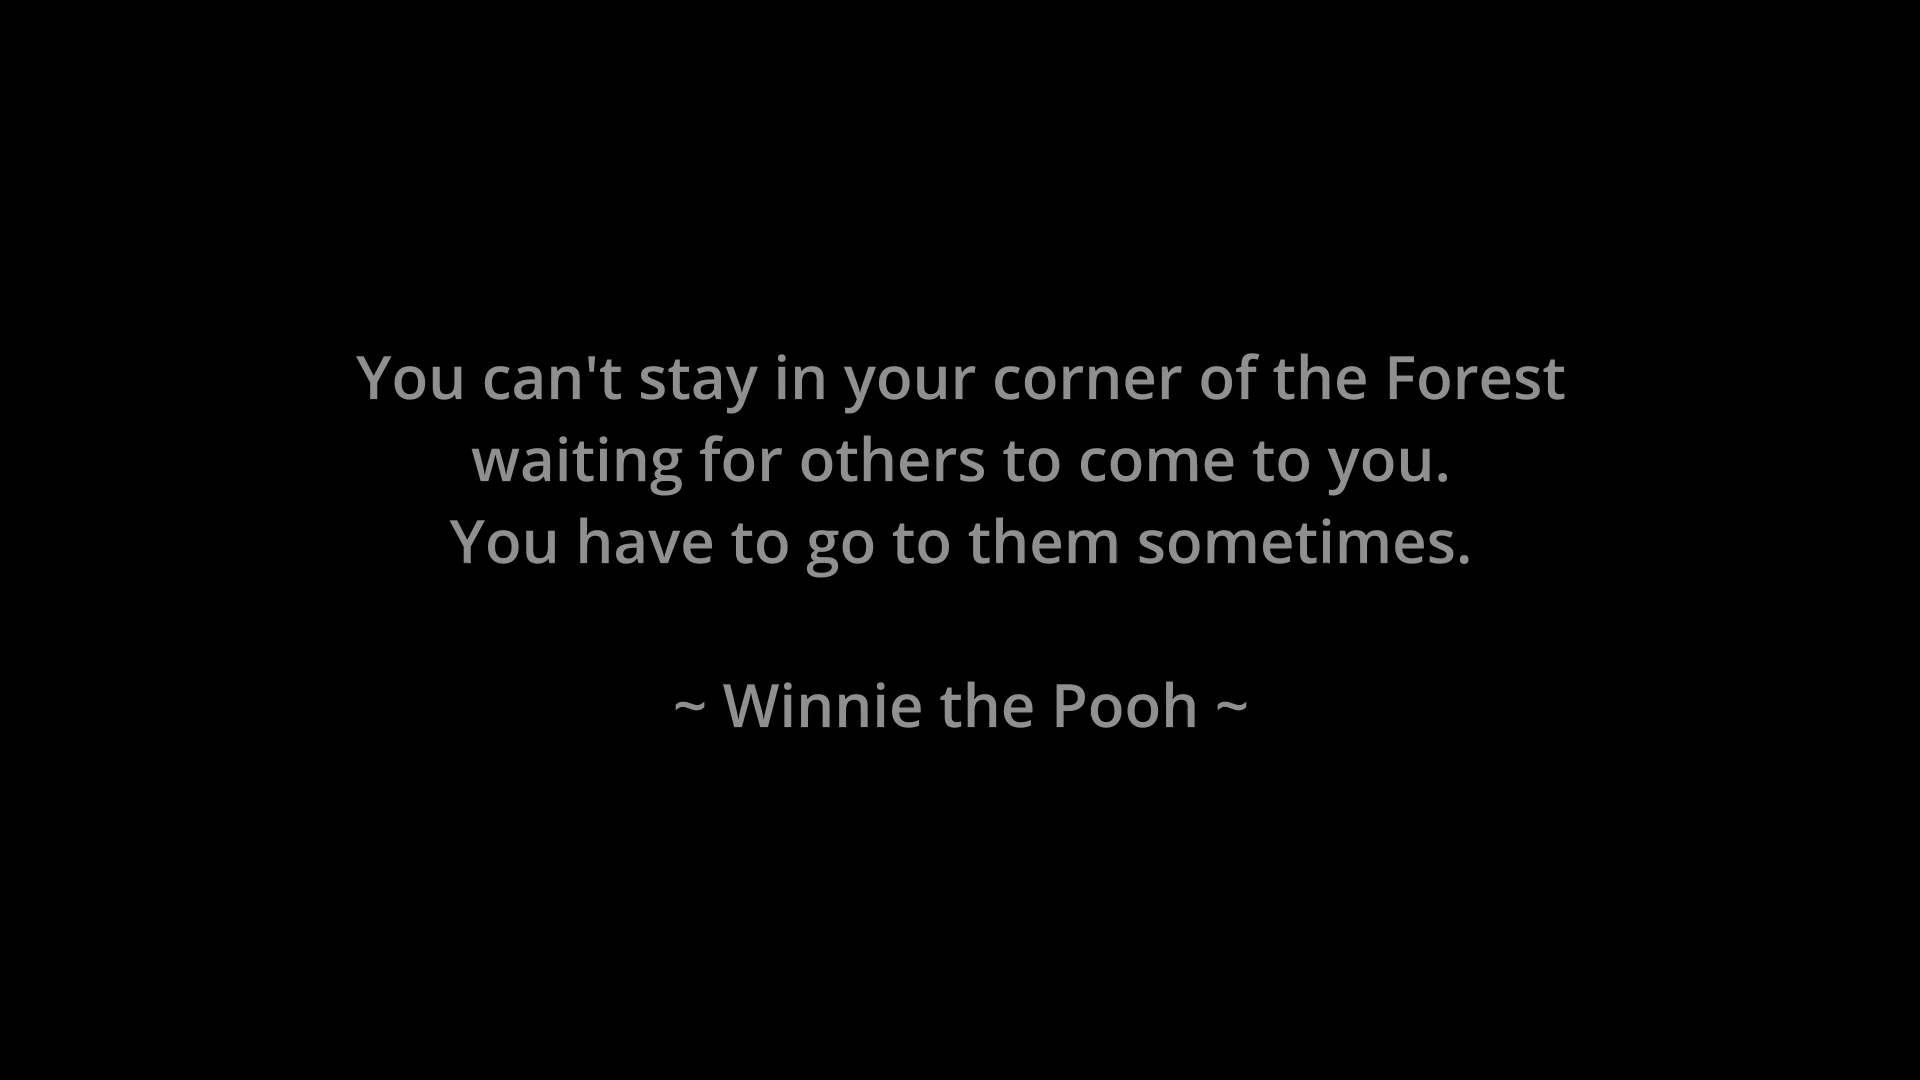 You can't stay in your corner of the Forest
waiting for others to come to you.
You have to go to them sometimes.
~ Winnie the Pooh ~